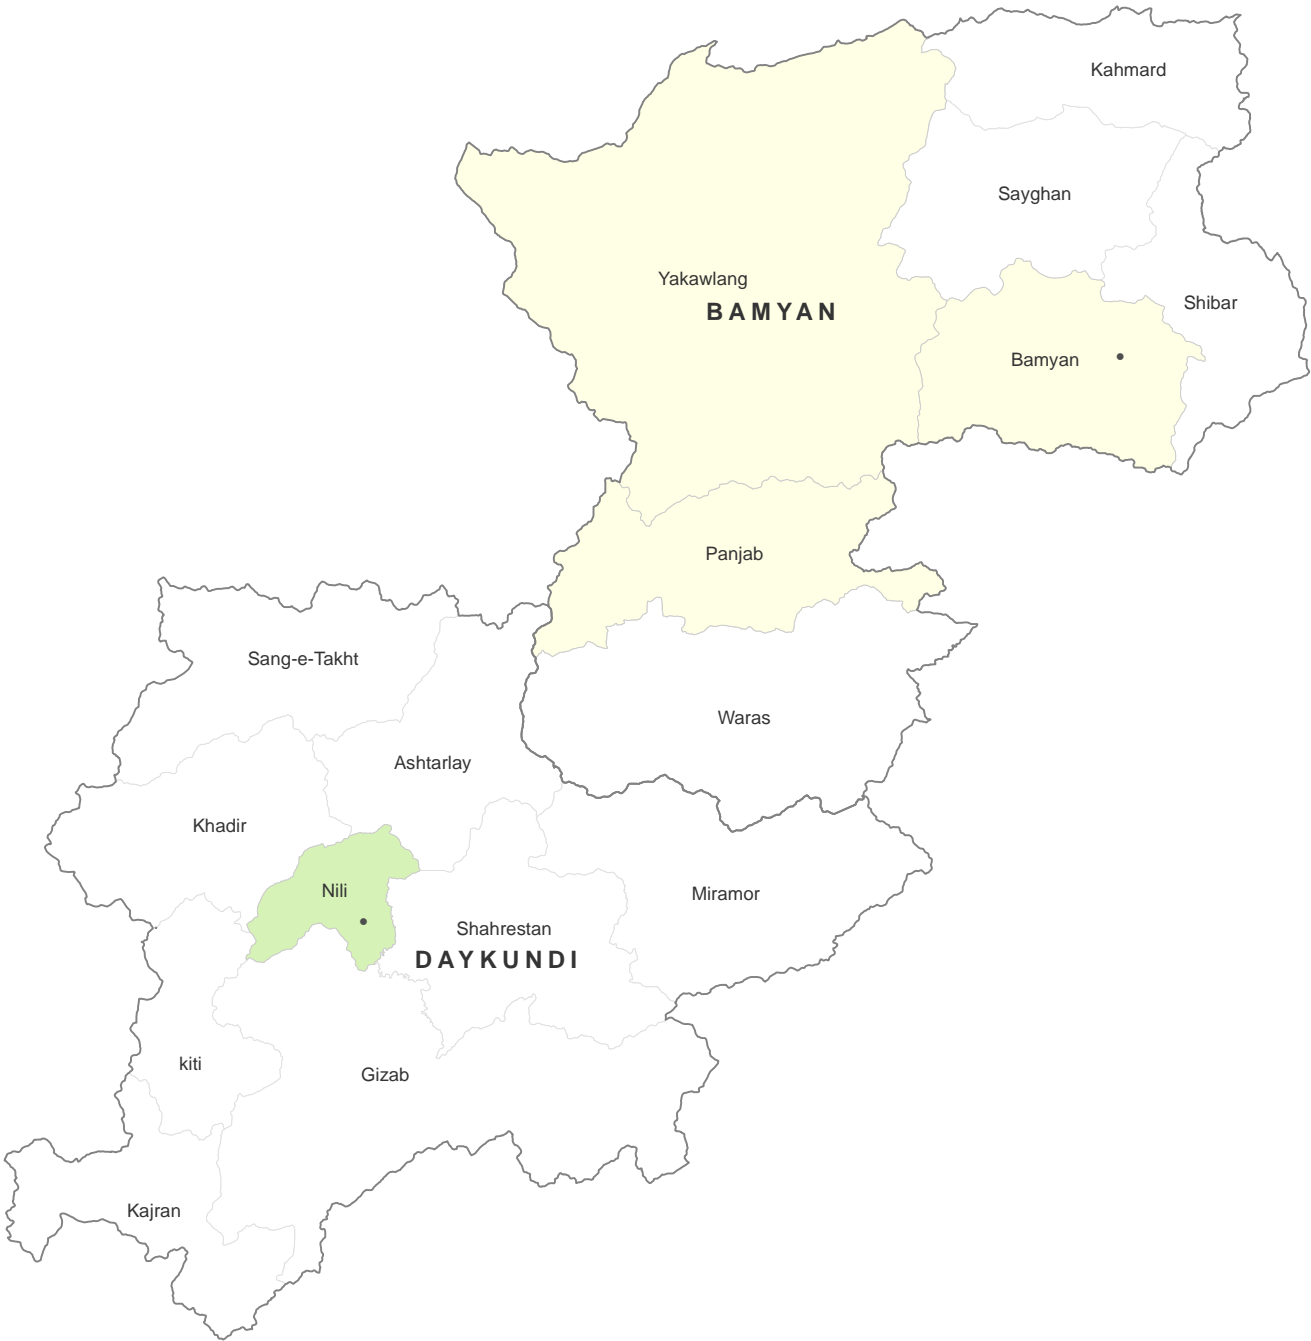 Kahmard
Sayghan
Yakawlang
BAMYAN
Shibar
Bamyan
Panjab
Sang-e-Takht
Waras
Ashtarlay
Khadir
Nili
Miramor
Shahrestan
DAYKUNDI
kiti
Gizab
Kajran